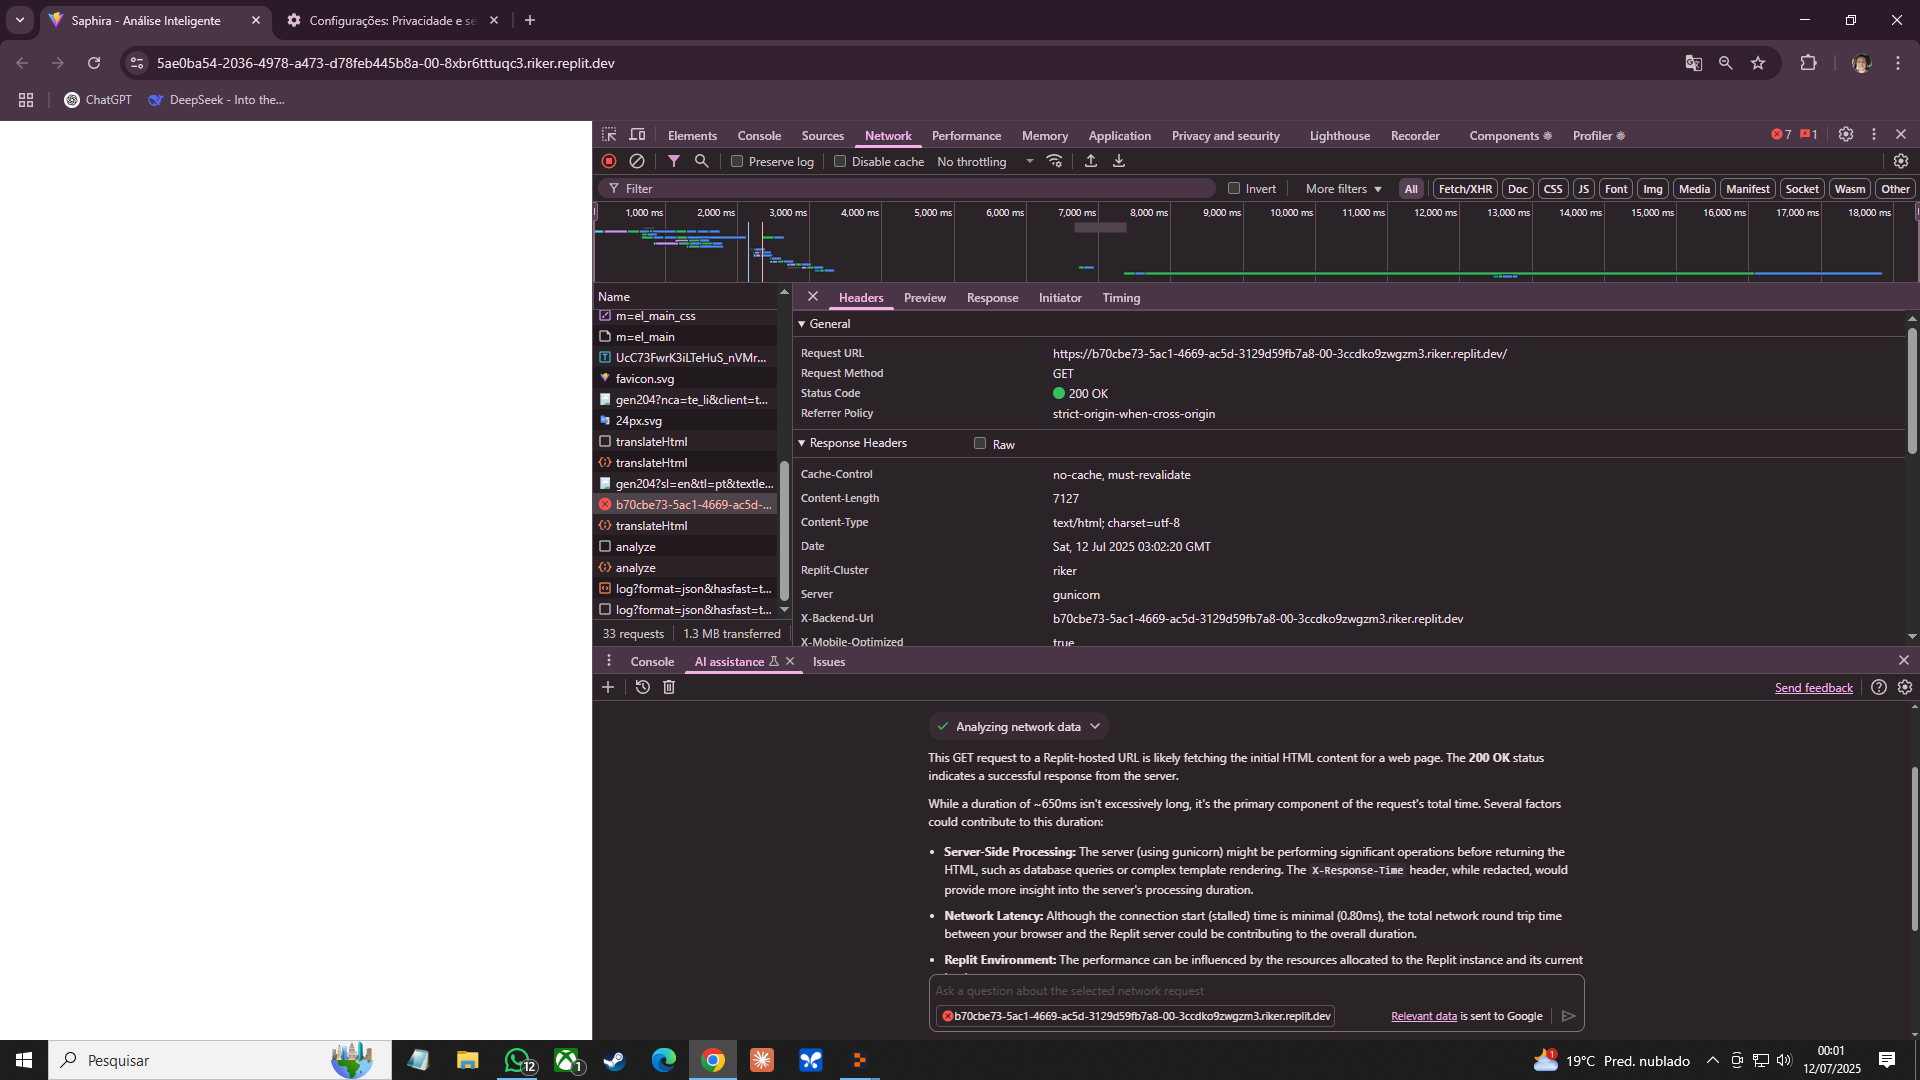 Saphira - Análise Inteligente
Configurações: Privacidade e se
5ae0ba54-2036-4978-a473-d78feb445b8a-00-8xbr6tttuqc3.riker.replit.dev
ChatGPT
DeepSeek - Into the...
Elements Console Sources Network Performance Memory Application Privacy and security Lighthouse Recorder Components Profiler 7 1
Preserve log Disable cache No throttling
Filter Invert More filters All Fetch/XHR Doc CSS JS Font Img Media Manifest Socket Wasm Other
1,000 ms 2,000 ms 3,000 ms 4,000 ms 5,000 ms 6,000 ms 7,000 ms 8,000 ms 9,000 ms 10,000 ms 11,000 ms 12,000 ms 13,000 ms 14,000 ms 15,000 ms 16,000 ms 17,000 ms 18,000 ms
Name
m=el_main_css
m=el_main
UcC73FwrK3iLTeHuS_nVMr...
favicon.svg
gen204?nca=te_li&client=t...
24px.svg
translateHtml
translateHtml
gen204?sl=en&tl=pt&textle...
b70cbe73-5ac1-4669-ac5d-...
translateHtml
analyze
analyze
log?format=json&hasfast=t...
log?format=json&hasfast=t...
33 requests 1.3 MB transferred
Headers Preview Response Initiator Timing
General
Request URL https://b70cbe73-5ac1-4669-ac5d-3129d59fb7a8-00-3ccdko9zwgzm3.riker.replit.dev/
Request Method GET
Status Code 200 OK
Referrer Policy strict-origin-when-cross-origin
Response Headers Raw
Cache-Control no-cache, must-revalidate
Content-Length 7127
Content-Type text/html; charset=utf-8
Date Sat, 12 Jul 2025 03:02:20 GMT
Replit-Cluster riker
Server gunicorn
X-Backend-Url b70cbe73-5ac1-4669-ac5d-3129d59fb7a8-00-3ccdko9zwgzm3.riker.replit.dev
X-Mobile-Optimized true
Console AI assistance Issues
Send feedback
Analyzing network data
This GET request to a Replit-hosted URL is likely fetching the initial HTML content for a web page. The 200 OK status
indicates a successful response from the server.
While a duration of ~650ms isn't excessively long, it's the primary component of the request's total time. Several factors
could contribute to this duration:
• Server-Side Processing: The server (using gunicorn) might be performing significant operations before returning the
HTML, such as database queries or complex template rendering. The X-Response-Time header, while redacted, would
provide more insight into the server's processing duration.
• Network Latency: Although the connection start (stalled) time is minimal (0.80ms), the total network round trip time
between your browser and the Replit server could be contributing to the overall duration.
• Replit Environment: The performance can be influenced by the resources allocated to the Replit instance and its current
Ask a question about the selected network request
b70cbe73-5ac1-4669-ac5d-3129d59fb7a8-00-3ccdko9zwgzm3.riker.replit.dev
Relevant data is sent to Google
Pesquisar
12
1
1
19°C Pred. nublado
00:01
12/07/2025